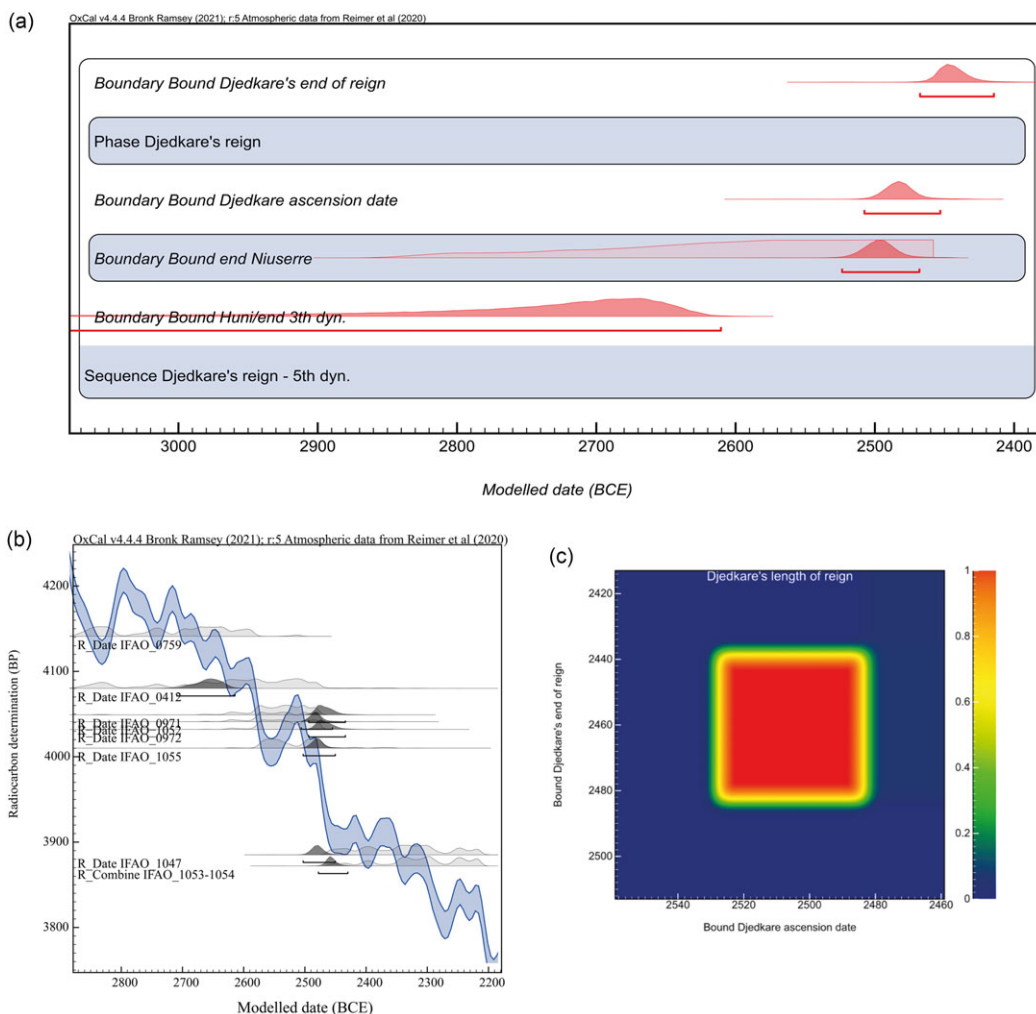 (a)
OxCal v4.4.4 Bronk Ramsey (2021); r:5 Atmospheric data from Reimer et al (2020)
Boundary Bound Djedkare's end of reign
Phase Djedkare's reign
Boundary Bound Djedkare ascension date
Boundary Bound end Niuserre
Boundary Bound Huni/end 3th dyn.
Sequence Djedkare's reign - 5th dyn.
3000 2900 2800 2700 2600 2500 2400
Modelled date (BCE)
(b)
OxCal v4.4.4 Bronk Ramsey (2021); r:5 Atmospheric data from Reimer et al (2020)
Radiocarbon determination (BP)
4200
4100
4000
3900
3800
R_Date IFAO_0759
R_Date IFAO_0412
R_Date IFAO_0971
R_Date IFAO_1052
R_Date IFAO_0972
R_Date IFAO_1055
R_Date IFAO_1047
R_Combine IFAO_1053-1054
2800 2700 2600 2500 2400 2300 2200
Modelled date (BCE)
(c)
Djedkare's length of reign
Bound Djedkare's end of reign
2420
2440
2460
2480
2500
2540 2520 2500 2480 2460
Bound Djedkare ascension date
1
0.8
0.6
0.4
0.2
0